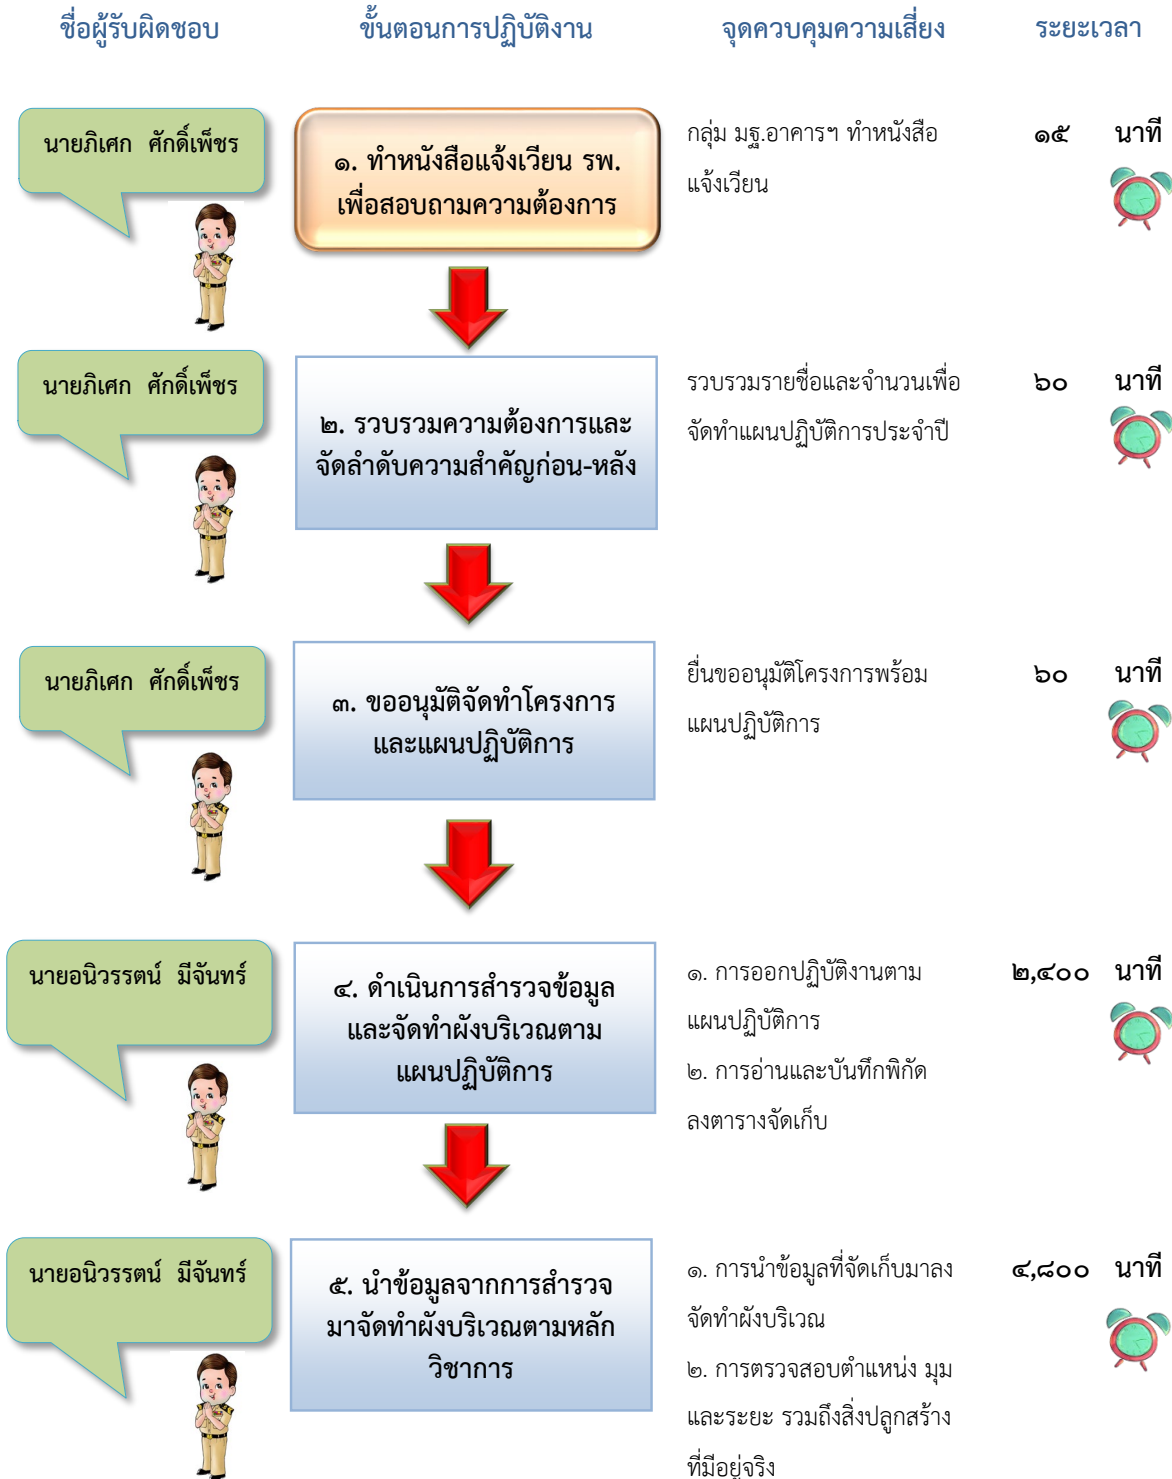 ชื่อผู้รับผิดชอบ ขั้นตอนการปฏิบัติงาน จุดควบคุมความเสี่ยง ระยะเวลา
นายภิเศก ศักดิ์เพ็ชร
๑. ทำหนังสือแจ้งเวียน รพ.
เพื่อสอบถามความต้องการ
กลุ่ม มฐ.อาคารฯ ทำหนังสือ
แจ้งเวียน
๑๕ นาที
นายภิเศก ศักดิ์เพ็ชร
๒. รวบรวมความต้องการและ
จัดลำดับความสำคัญก่อน-หลัง
รวบรวมรายชื่อและจำนวนเพื่อ
จัดทำแผนปฏิบัติการประจำปี
๖๐ นาที
นายภิเศก ศักดิ์เพ็ชร
๓. ขออนุมัติจัดทำโครงการ
และแผนปฏิบัติการ
ยื่นขออนุมัติโครงการพร้อม
แผนปฏิบัติการ
๖๐ นาที
นายอนิวรรตน์ มีจันทร์
๔. ดำเนินการสำรวจข้อมูล
และจัดทำผังบริเวณตาม
แผนปฏิบัติการ
๑. การออกปฏิบัติงานตาม
แผนปฏิบัติการ
๒. การอ่านและบันทึกพิกัด
ลงตารางจัดเก็บ
๒,๔๐๐ นาที
นายอนิวรรตน์ มีจันทร์
๕. นำข้อมูลจากการสำรวจ
มาจัดทำผังบริเวณตามหลัก
วิชาการ
๑. การนำข้อมูลที่จัดเก็บมาลง
จัดทำผังบริเวณ
๒. การตรวจสอบตำแหน่ง มุม
และระยะ รวมถึงสิ่งปลูกสร้าง
ที่มีอยู่จริง
๔,๘๐๐ นาที